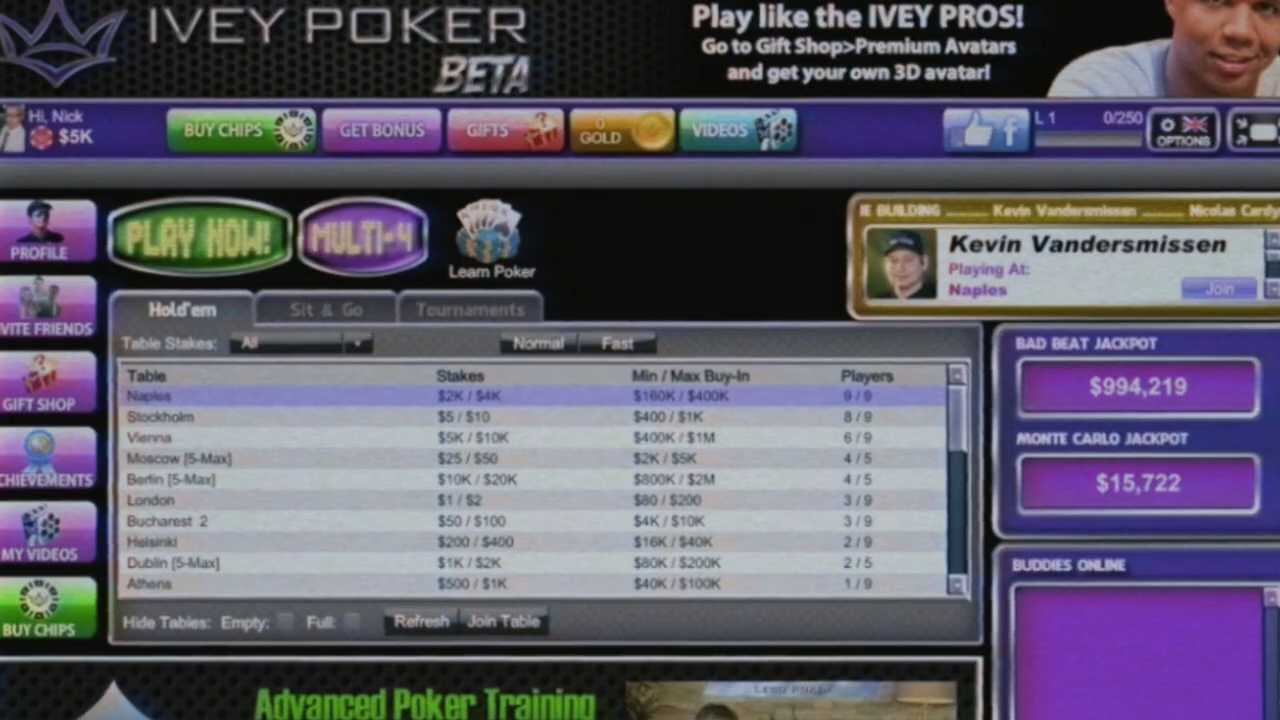 IVEY POKER
BETA
Play like the IVEY PROS!
Go to Gift Shop>Premium Avatars
and get your own 3D avatar!
Hi, Nick
$5K
BUY CHIPS
GET BONUS
GIFTS
0
GOLD
VIDEOS
f
L 1
0/250
OPTIONS
PROFILE
VITE FRIENDS
GIFT SHOP
CHIEVEMENTS
MY VIDEOS
BUY CHIPS
PLAY NOW!
MULTI-4
Learn Poker
IE BUILDING ......... Kevin Vandersmissen ......... Nicolas Cardy
Kevin Vandersmissen
Playing At:
Naples
Join
Hold'em Sit & Go Tournaments
Table Stakes: All Normal Fast
Table Stakes Min / Max Buy-In Players
Naples $2K / $4K $160K / $400K 9 / 9
Stockholm $5 / $10 $400 / $1K 8 / 9
Vienna $5K / $10K $400K / $1M 6 / 9
Moscow [5-Max] $25 / $50 $2K / $5K 4 / 5
Berlin [5-Max] $10K / $20K $800K / $2M 4 / 5
London $1 / $2 $80 / $200 3 / 9
Bucharest 2 $50 / $100 $4K / $10K 3 / 9
Helsinki $200 / $400 $16K / $40K 2 / 9
Dublin [5-Max] $1K / $2K $80K / $200K 2 / 5
Athens $500 / $1K $40K / $100K 1 / 9
Hide Tables: Empty: Full: Refresh Join Table
BAD BEAT JACKPOT
$994,219
MONTE CARLO JACKPOT
$15,722
BUDDIES ONLINE
Advanced Poker Training